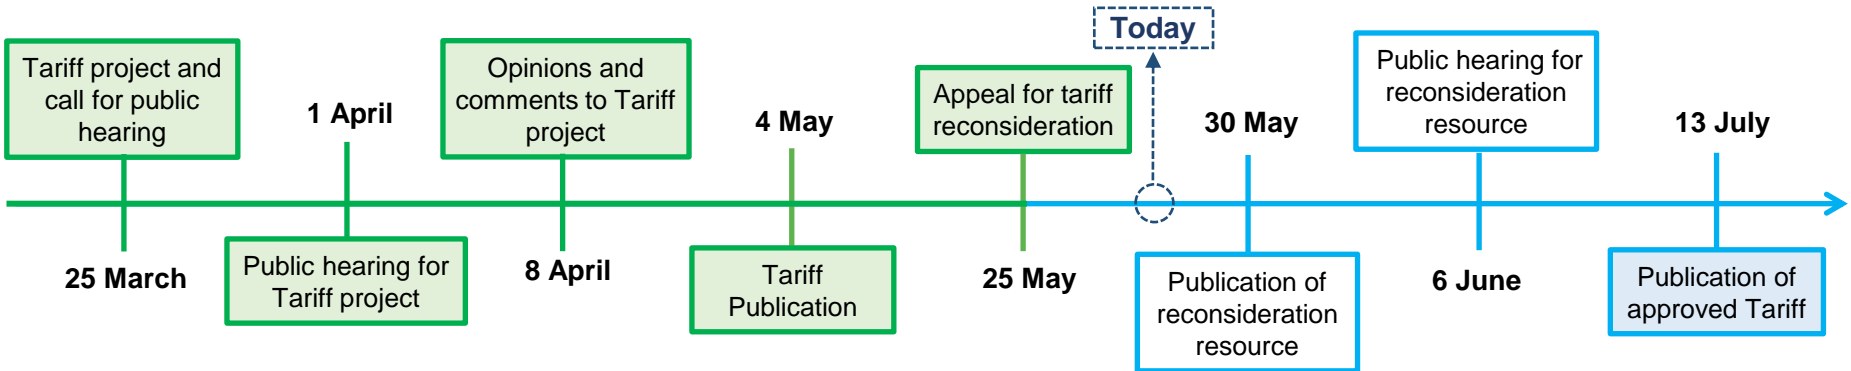 Tariff project and
call for public
hearing
25 March
1 April
Public hearing for
Tariff project
Opinions and
comments to Tariff
project
8 April
4 May
Tariff
Publication
Appeal for tariff
reconsideration
25 May
Today
30 May
Publication of
reconsideration
resource
Public hearing for
reconsideration
resource
6 June
13 July
Publication of
approved Tariff